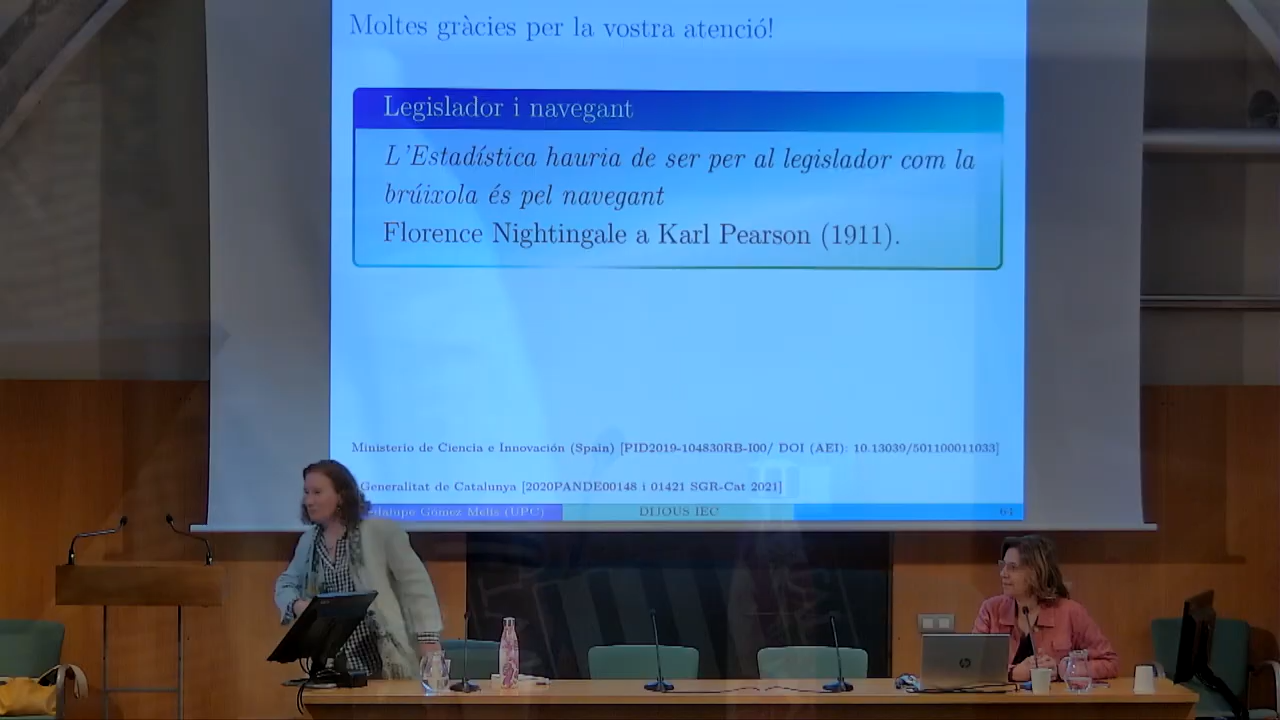 Moltes gràcies per la vostra atenció!
Legislador i navegant
L'Estadística hauria de ser per al legislador com la
brúixola és pel navegant
Florence Nightingale a Karl Pearson (1911).
Ministerio de Ciencia e Innovación (Spain) [PID2019-104830RB-I00/ DOI (AEI): 10.13039/501100011033]
Generalitat de Catalunya [2020PANDE00148 i 01421 SGR-Cat 2021]
Gómez Melis (UPC)
DIJOUS IEC
hp